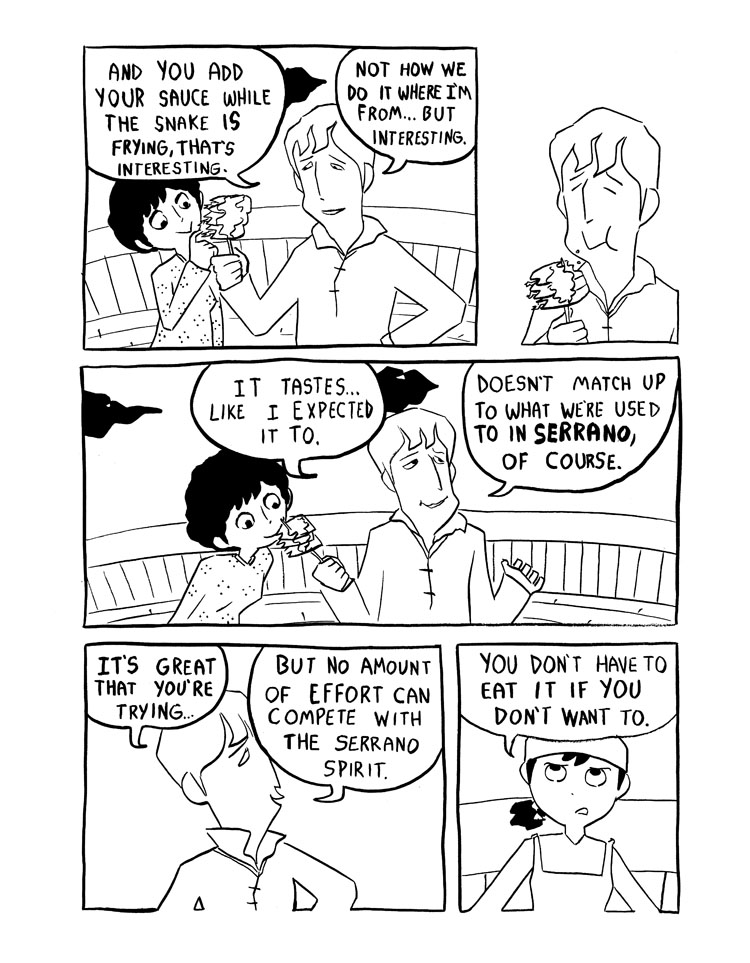 AND YOU ADD
YOUR SAUCE WHILE
THE SNAKE IS
FRYING, THAT'S
INTERESTING.
NOT HOW WE
DO IT WHERE I'M
FROM... BUT
INTERESTING.
IT TASTES...
LIKE I EXPECTED
IT TO.
DOESN'T MATCH UP
TO WHAT WE'RE USED
TO IN SERRANO,
OF COURSE.
IT'S GREAT
THAT YOU'RE
TRYING...
BUT NO AMOUNT
OF EFFORT CAN
COMPETE WITH
THE SERRANO
SPIRIT.
YOU DON'T HAVE TO
EAT IT IF YOU
DON'T WANT TO.